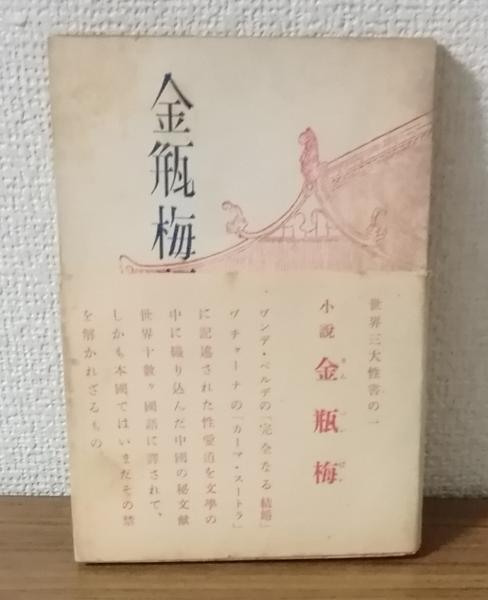 金瓶梅
世界三大性書の一
小説 金瓶梅
ヴンデ・ベルデの「完全なる結婚」
ヴチャーナの「カーマ・スートラ」
に記述された性愛道を文學の
中に織り込んだ中國の秘文献
世界十數ヶ國語に譯されて、
しかも本國ではいまだその禁
を解かれざるもの